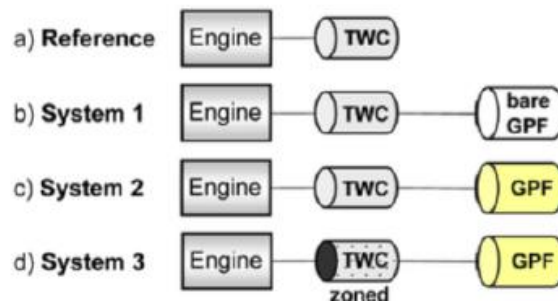 a) Reference Engine TWC
b) System 1 Engine TWC bare GPF
c) System 2 Engine TWC GPF
d) System 3 Engine TWC GPF
zoned